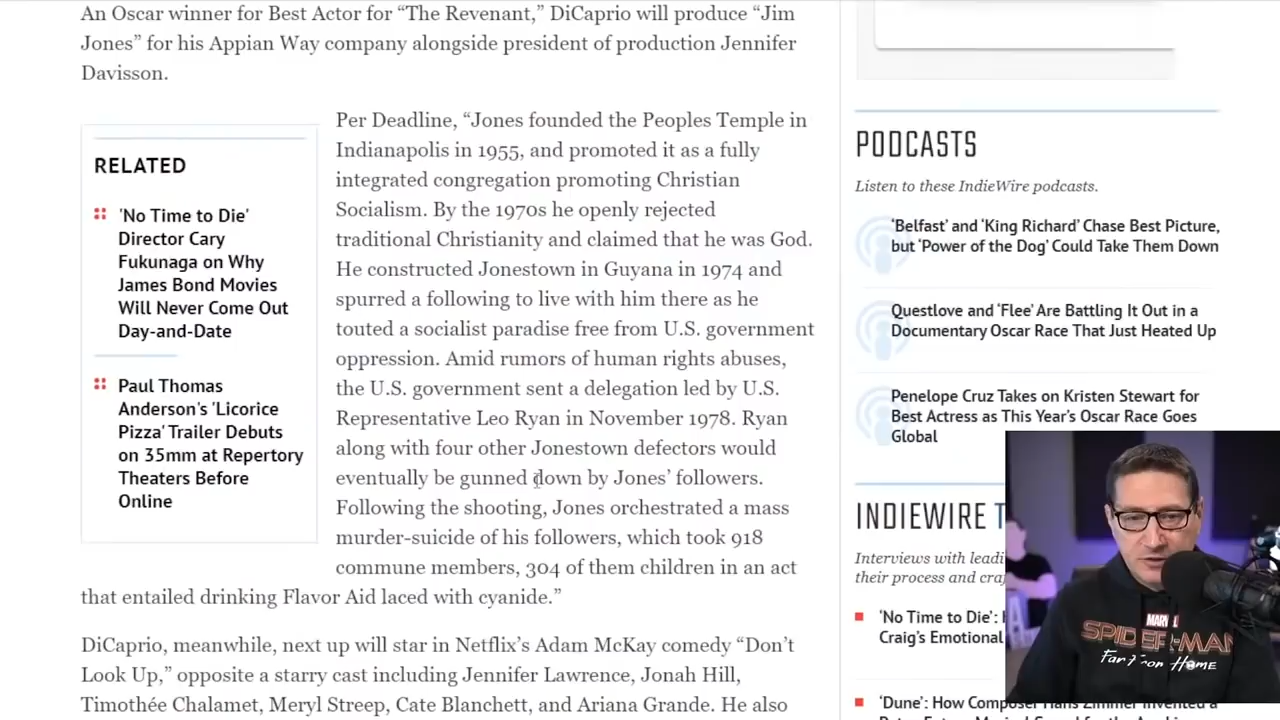 An Oscar winner for Best Actor for “The Revenant,” DiCaprio will produce “Jim
Jones” for his Appian Way company alongside president of production Jennifer
Davisson.
RELATED
'No Time to Die'
Director Cary
Fukunaga on Why
James Bond Movies
Will Never Come Out
Day-and-Date
Paul Thomas
Anderson's 'Licorice
Pizza' Trailer Debuts
on 35mm at Repertory
Theaters Before
Online
Per Deadline, “Jones founded the Peoples Temple in
Indianapolis in 1955, and promoted it as a fully
integrated congregation promoting Christian
Socialism. By the 1970s he openly rejected
traditional Christianity and claimed that he was God.
He constructed Jonestown in Guyana in 1974 and
spurred a following to live with him there as he
touted a socialist paradise free from U.S. government
oppression. Amid rumors of human rights abuses,
the U.S. government sent a delegation led by U.S.
Representative Leo Ryan in November 1978. Ryan
along with four other Jonestown defectors would
eventually be gunned down by Jones’ followers.
Following the shooting, Jones orchestrated a mass
murder-suicide of his followers, which took 918
commune members, 304 of them children in an act
that entailed drinking Flavor Aid laced with cyanide.”
DiCaprio, meanwhile, next up will star in Netflix’s Adam McKay comedy “Don’t
Look Up,” opposite a starry cast including Jennifer Lawrence, Jonah Hill,
Timothée Chalamet, Meryl Streep, Cate Blanchett, and Ariana Grande. He also
PODCASTS
Listen to these IndieWire podcasts.
‘Belfast’ and ‘King Richard’ Chase Best Picture,
but ‘Power of the Dog’ Could Take Them Down
Questlove and ‘Flee’ Are Battling It Out in a
Documentary Oscar Race That Just Heated Up
Penelope Cruz Takes on Kristen Stewart for
Best Actress as This Year’s Oscar Race Goes
Global
INDIEWIRE
Interviews with
their process and
‘No Time to Die’:
Craig’s Emotional
‘Dune’: How Composer Hans Zimmer Invented a
MARVEL
SPIDER-MAN
Far From Home